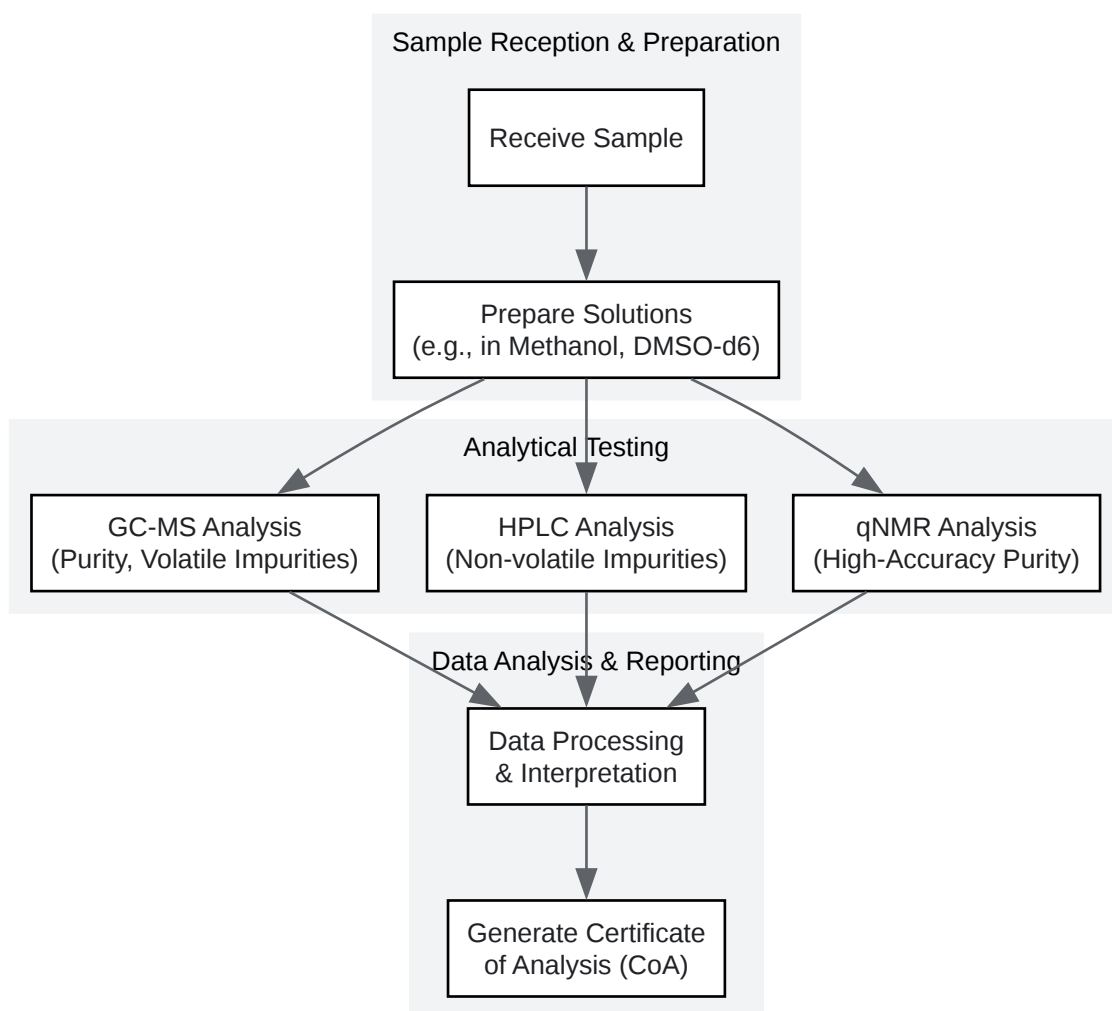 Sample Reception & Preparation
Receive Sample
Prepare Solutions
(e.g., in Methanol, DMSO-d6)
Analytical Testing
GC-MS Analysis
(Purity, Volatile Impurities)
HPLC Analysis
(Non-volatile Impurities)
qNMR Analysis
(High-Accuracy Purity)
Data Analysis & Reporting
Data Processing
& Interpretation
Generate Certificate
of Analysis (CoA)